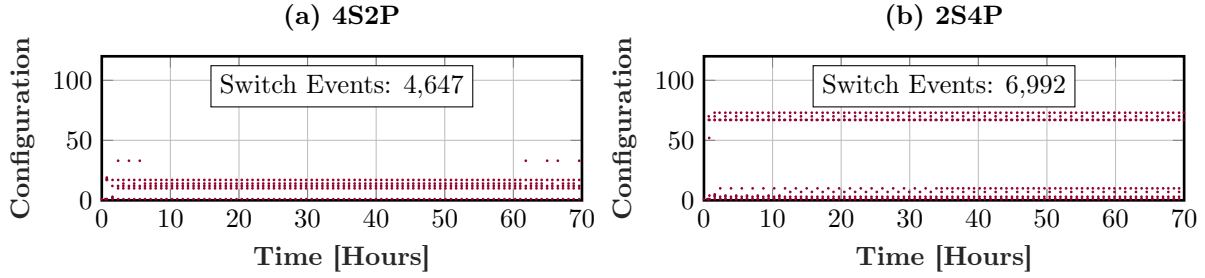 (a) 4S2P
Configuration
100
50
0
Switch Events: 4,647
0 10 20 30 40 50 60 70
Time [Hours]
(b) 2S4P
Configuration
100
50
0
Switch Events: 6,992
0 10 20 30 40 50 60 70
Time [Hours]